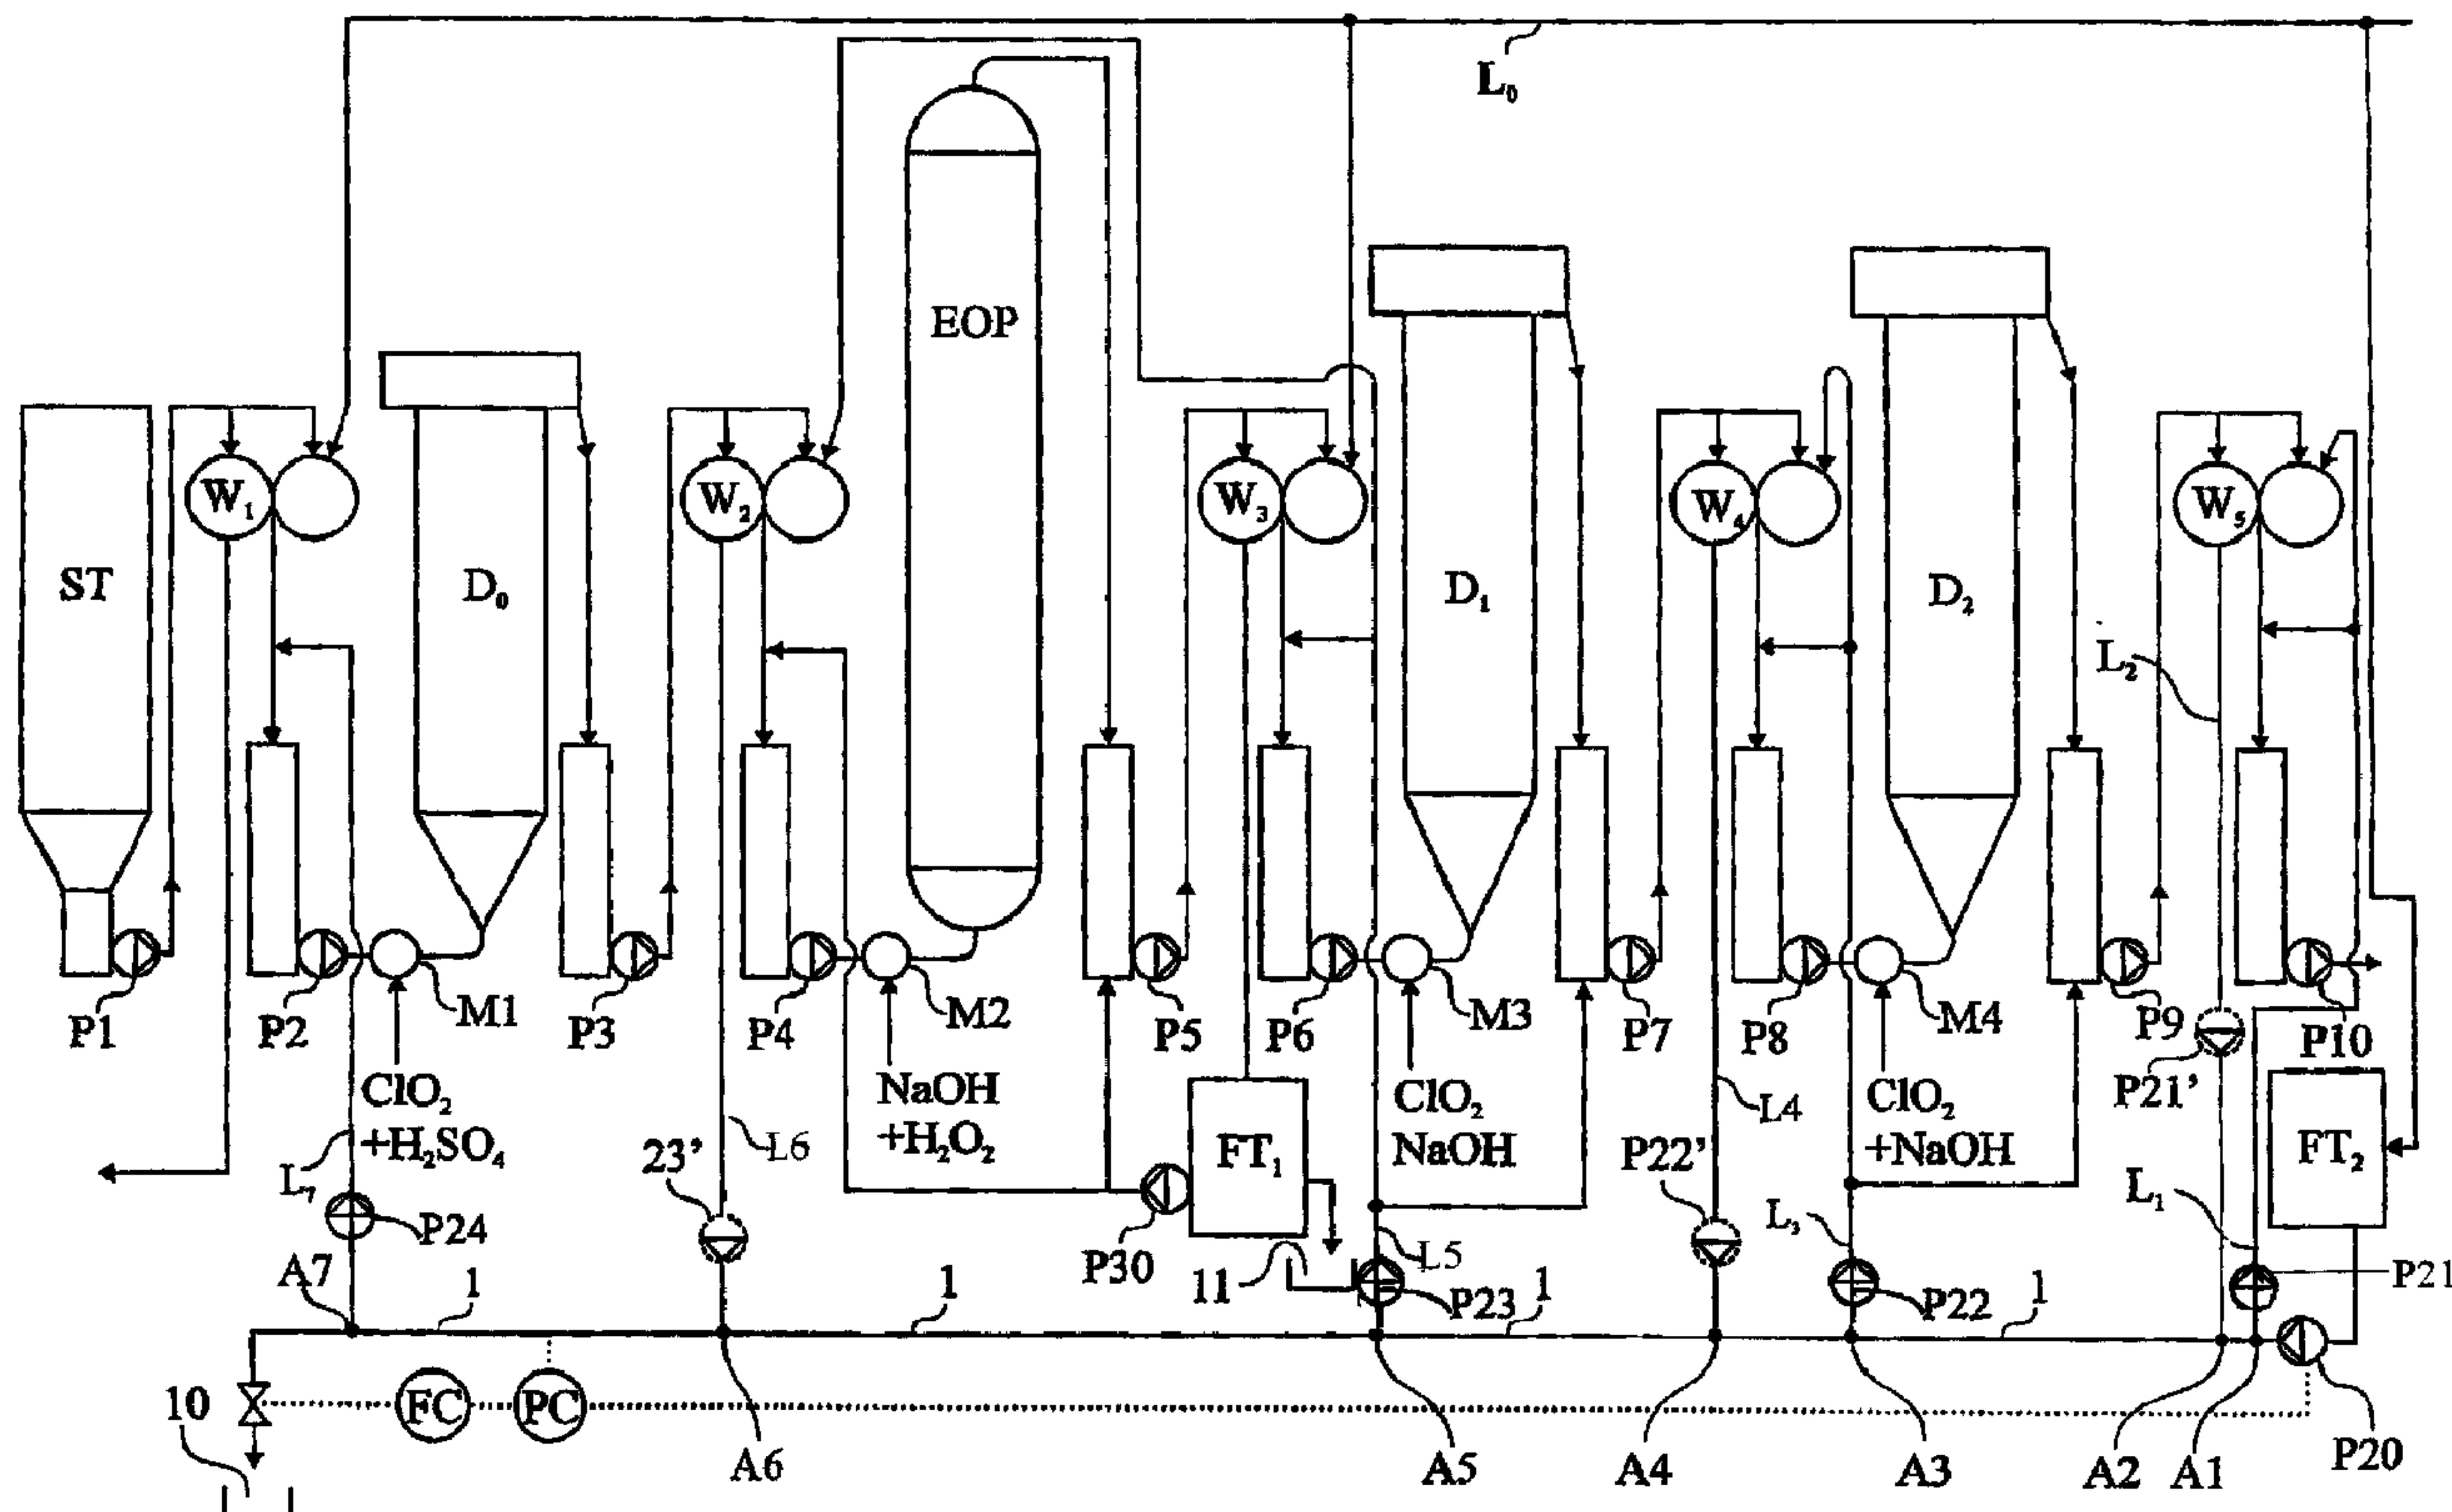 L₀
EOP
ST
W₁
D₀
W₂
W₃
D₁
W₄
D₂
W₅
L₂
P1
P2
M1
P3
P4
M2
P5
P6
M3
P7
P8
M4
P9
P10
P21'
ClO₂
+H₂SO₄
NaOH
+H₂O₂
ClO₂
NaOH
ClO₂
+NaOH
L4
L6
L₇
23'
FT₁
P22'
FT₂
L₃
L₁
P24
P30
11
L5
P23
P22
P21
A7
1
1
1
1
10
FC
PC
A6
A5
A4
A3
A2
A1
P20